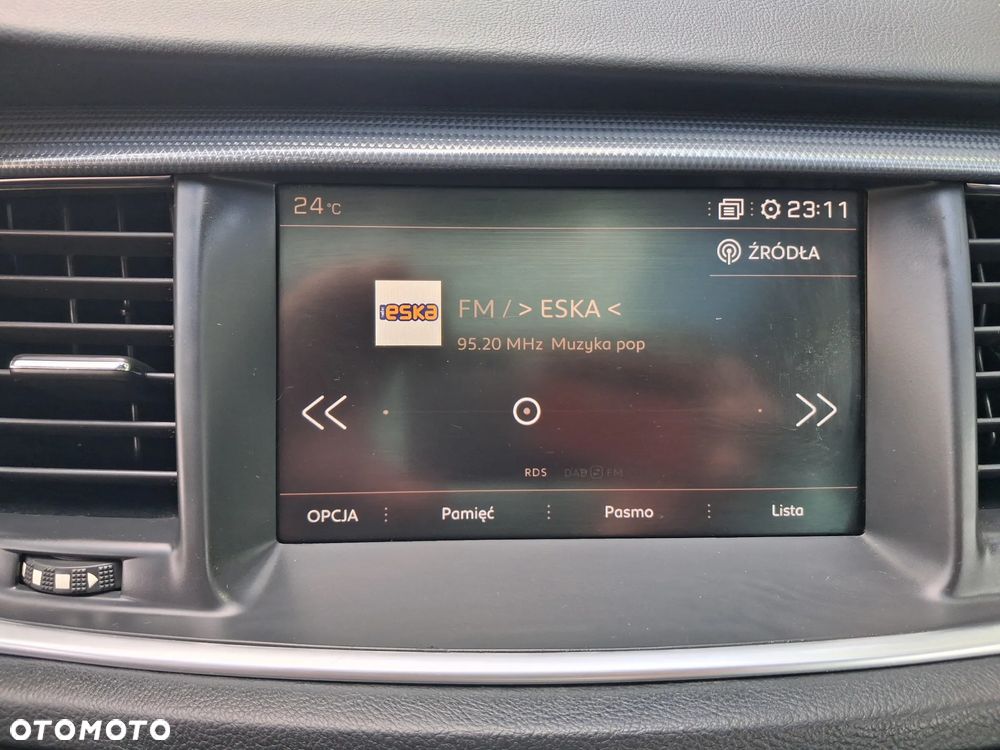 24°C
23:11
ŹRÓDŁA
eska
FM / > ESKA <
95.20 MHz Muzyka pop
RDS DAB FM
OPCJA Pamięć Pasmo Lista
OTOMOTO